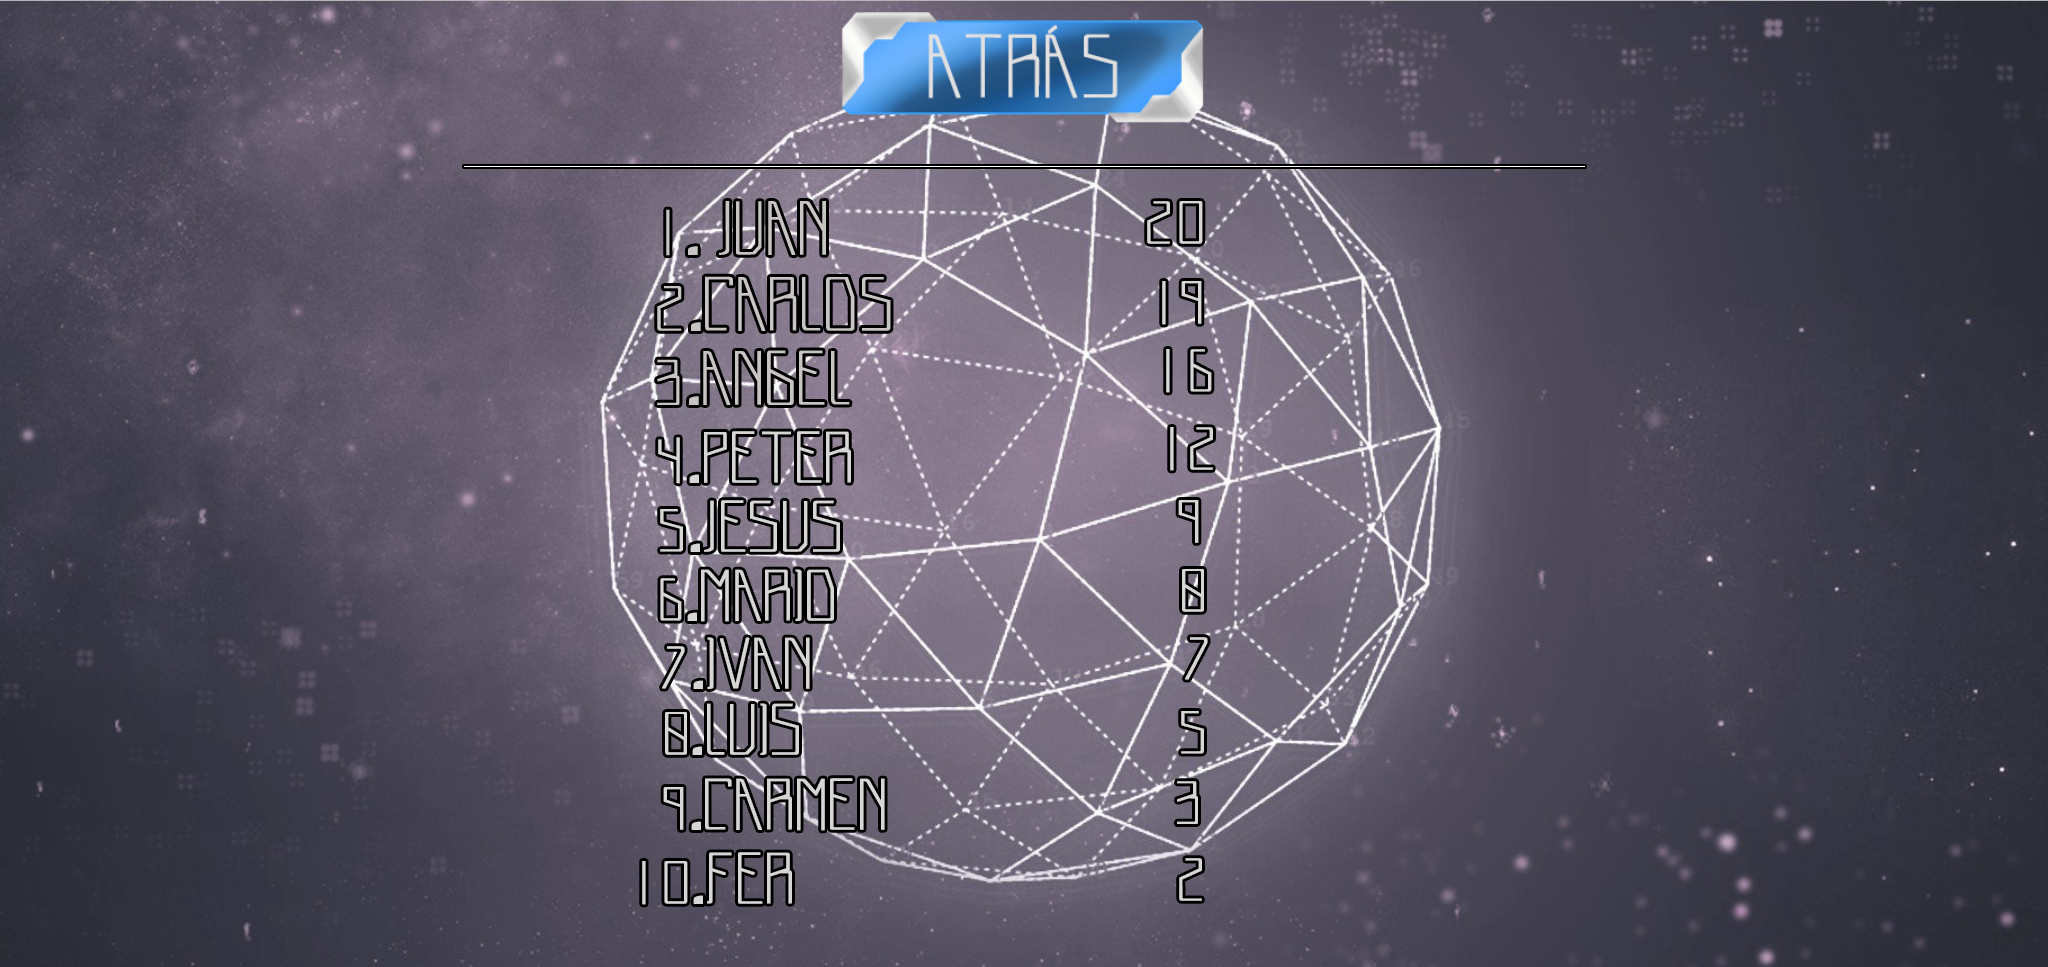 ATRÁS
1. JUAN 20
2.CARLOS 19
3.ANGEL 16
4.PETER 12
5.JESUS 9
6.MARIO 8
7.IVAN 7
8.LUIS 5
9.CARMEN 3
10.FER 2